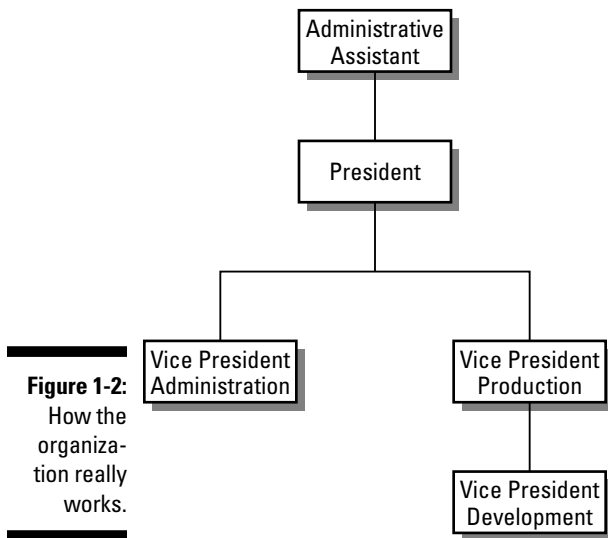 Administrative
Assistant
President
Vice President
Administration
Vice President
Production
Figure 1-2:
How the
organiza-
tion really
works.
Vice President
Development